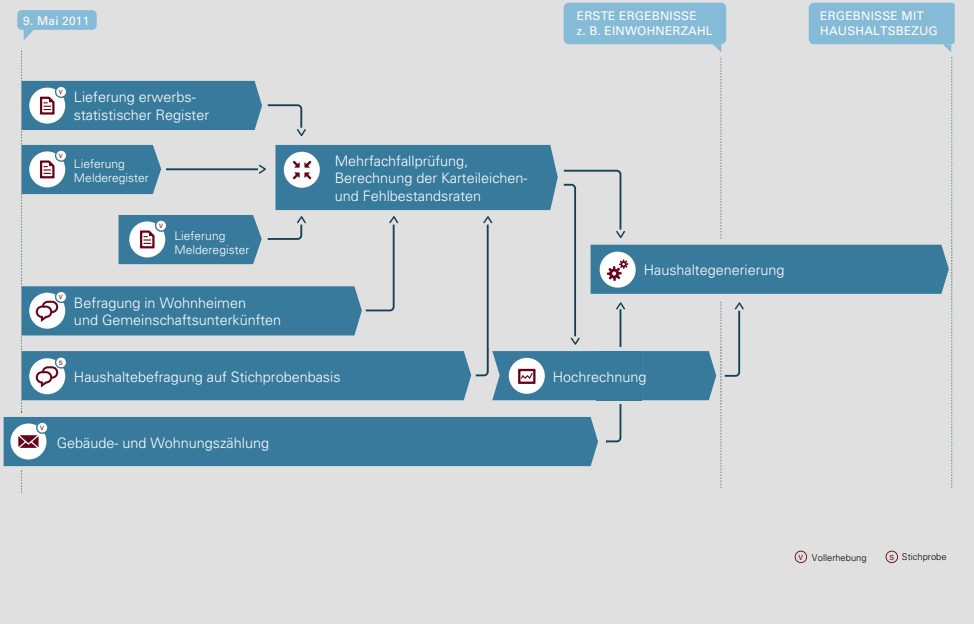 9. Mai 2011
ERSTE ERGEBNISSE
z. B. EINWOHNERZAHL
ERGEBNISSE MIT
HAUSHALTSBEZUG
V
Lieferung erwerbs-
statistischer Register
V
Lieferung
Melderegister
Mehrfachfallprüfung,
Berechnung der Karteileichen-
und Fehlbestandsraten
V
Lieferung
Melderegister
Haushaltegenerierung
V
Befragung in Wohnheimen
und Gemeinschaftsunterkünften
S
Haushaltebefragung auf Stichprobenbasis
Hochrechnung
V
Gebäude- und Wohnungszählung
V Vollerhebung
S Stichprobe